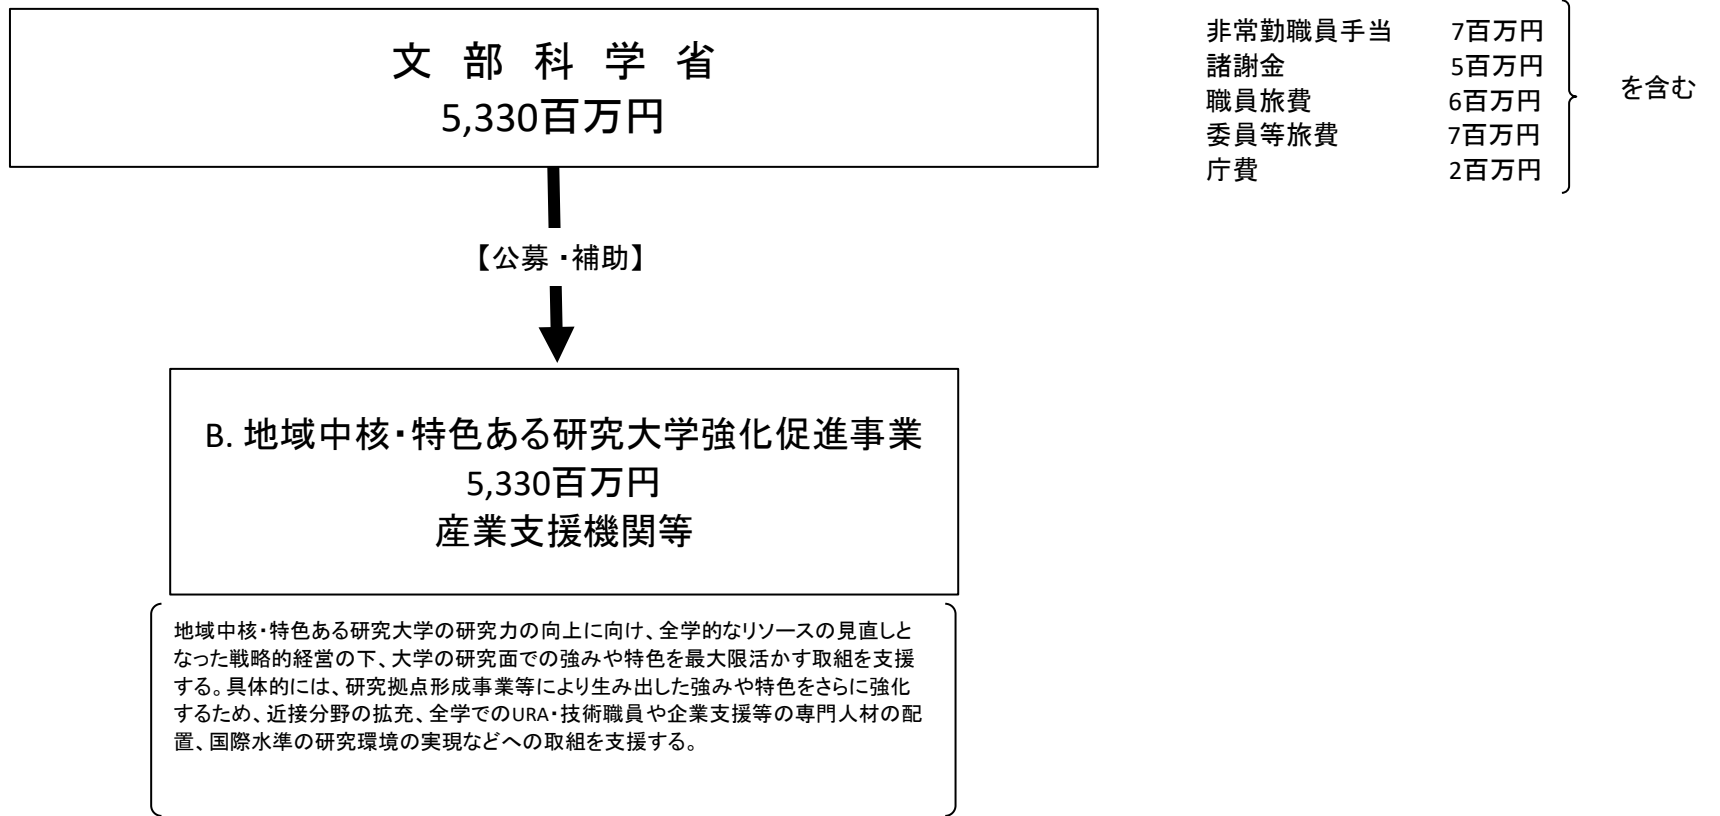 文 部 科 学 省
5,330百万円
非常勤職員手当 7百万円
諸謝金 5百万円
職員旅費 6百万円
委員等旅費 7百万円
庁費 2百万円
を含む
【公募・補助】
B. 地域中核・特色ある研究大学強化促進事業
5,330百万円
産業支援機関等
地域中核・特色ある研究大学の研究力の向上に向け、全学的なリソースの見直しと
なった戦略的経営の下、大学の研究面での強みや特色を最大限活かす取組を支援
する。具体的には、研究拠点形成事業等により生み出した強みや特色をさらに強化
するため、近接分野の拡充、全学でのURA・技術職員や企業支援等の専門人材の配
置、国際水準の研究環境の実現などへの取組を支援する。